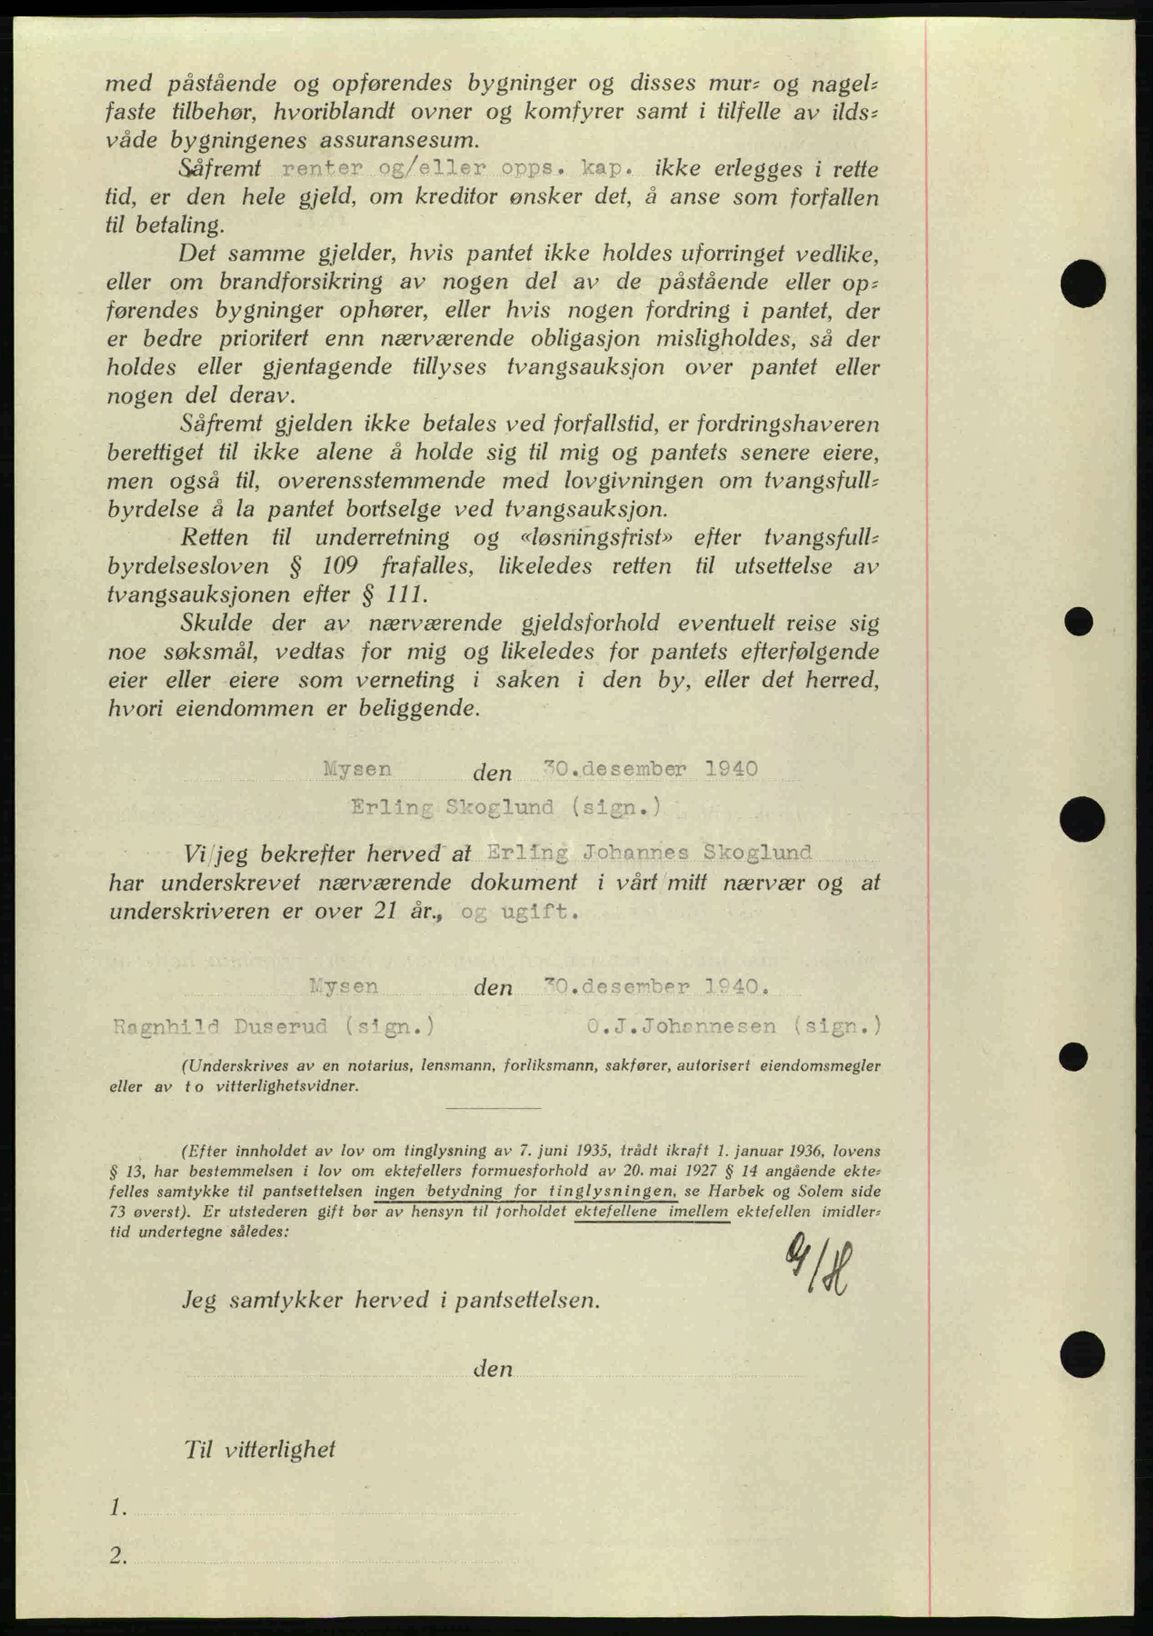 med påstående og opførendes bygninger og disses mur= og nagel=
faste tilbehør, hvoriblandt ovner og komfyrer samt i tilfelle av ilds=
våde bygningenes assuransesum.
Såfremt renter og/eller opps. kap. ikke erlegges i rette
tid, er den hele gjeld, om kreditor ønsker det, å anse som forfallen
til betaling.
Det samme gjelder, hvis pantet ikke holdes uforringet vedlike,
eller om brandforsikring av nogen del av de påstående eller op=
førendes bygninger ophører, eller hvis nogen fordring i pantet, der
er bedre prioritert enn nærværende obligasjon misligholdes, så der
holdes eller gjentagende tillyses tvangsauksjon over pantet eller
nogen del derav.
Såfremt gjelden ikke betales ved forfallstid, er fordringshaveren
berettiget til ikke alene å holde sig til mig og pantets senere eiere,
men også til, overensstemmende med lovgivningen om tvangsfull=
byrdelse å la pantet bortselge ved tvangsauksjon.
Retten til underretning og «løsningsfrist» efter tvangsfull=
byrdelsesloven § 109 frafalles, likeledes retten til utsettelse av
tvangsauksjonen efter § 111.
Skulde der av nærværende gjeldsforhold eventuelt reise sig
noe søksmål, vedtas for mig og likeledes for pantets efterfølgende
eier eller eiere som verneting i saken i den by, eller det herred,
hvori eiendommen er beliggende.
Mysen den 30.desember 1940
Erling Skoglund (sign.)
Vi/jeg bekrefter herved at Erling Johannes Skoglund
har underskrevet nærværende dokument i vårt/mitt nærvær og at
underskriveren er over 21 år., og ugift.
Mysen den 30.desember 1940.
Ragnhild Duserud (sign.) O.J.Johannesen (sign.)
(Underskrives av en notarius, lensmann, forliksmann, sakfører, autorisert eiendomsmegler
eller av to vitterlighetsvidner.
(Efter innholdet av lov om tinglysning av 7. juni 1935, trådt ikraft 1. januar 1936, lovens
§ 13, har bestemmelsen i lov om ektefellers formuesforhold av 20. mai 1927 § 14 angående ekte=
felles samtykke til pantsettelsen ingen betydning for tinglysningen, se Harbek og Solem side
73 øverst). Er utstederen gift bør av hensyn til forholdet ektefellene imellem ektefellen imidler=
tid undertegne således:
G/H
Jeg samtykker herved i pantsettelsen.
den
Til vitterlighet
1.
2.